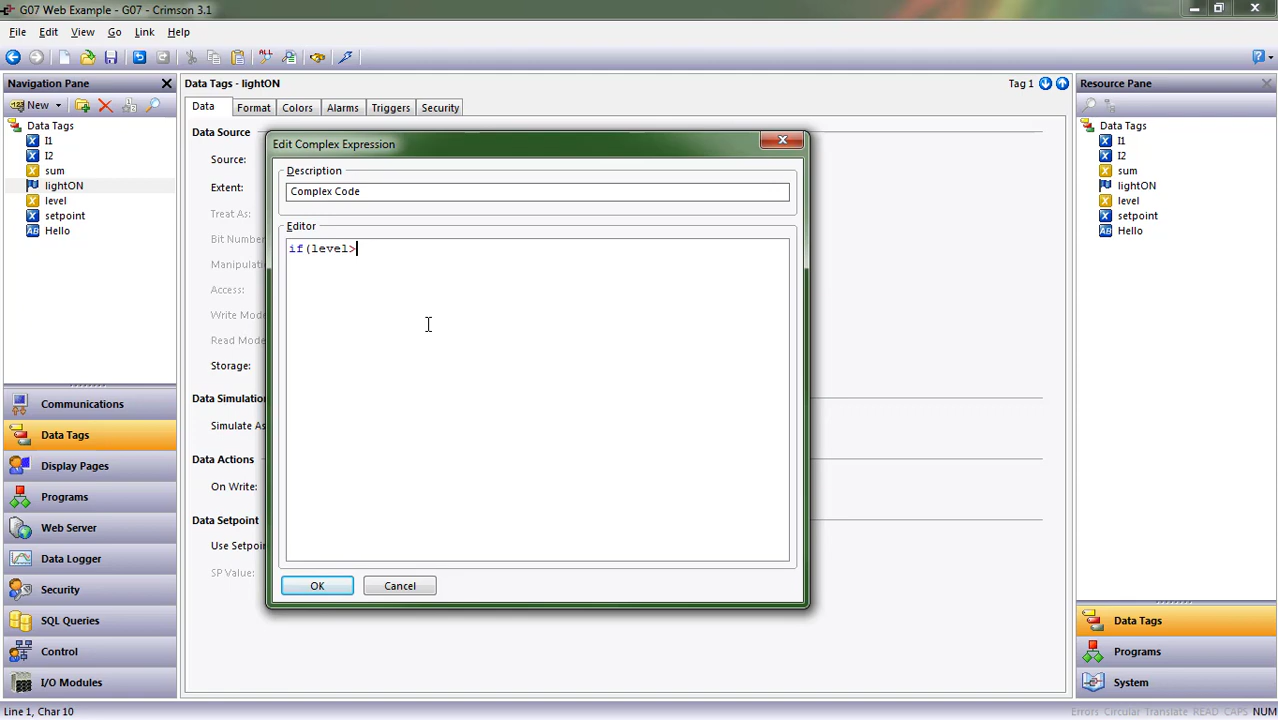 G07 Web Example - G07 - Crimson 3.1
File Edit View Go Link Help
ALL
Navigation Pane
New
Data Tags
I1
I2
sum
lightON
level
setpoint
Hello
Communications
Data Tags
Display Pages
Programs
Web Server
Data Logger
Security
SQL Queries
Control
I/O Modules
Data Tags - lightON
Tag 1
Data Format Colors Alarms Triggers Security
Data Source
Source:
Extent:
Treat As:
Bit Number
Manipulati
Access:
Write Mod
Read Mode
Storage:
Data Simulation
Simulate As
Data Actions
On Write:
Data Setpoint
Use Setpoin
SP Value:
Edit Complex Expression
Description
Complex Code
Editor
if(level>
OK Cancel
Resource Pane
Data Tags
I1
I2
sum
lightON
level
setpoint
Hello
Data Tags
Programs
System
Line 1, Char 10
Errors Circular Translate READ CAPS NUM